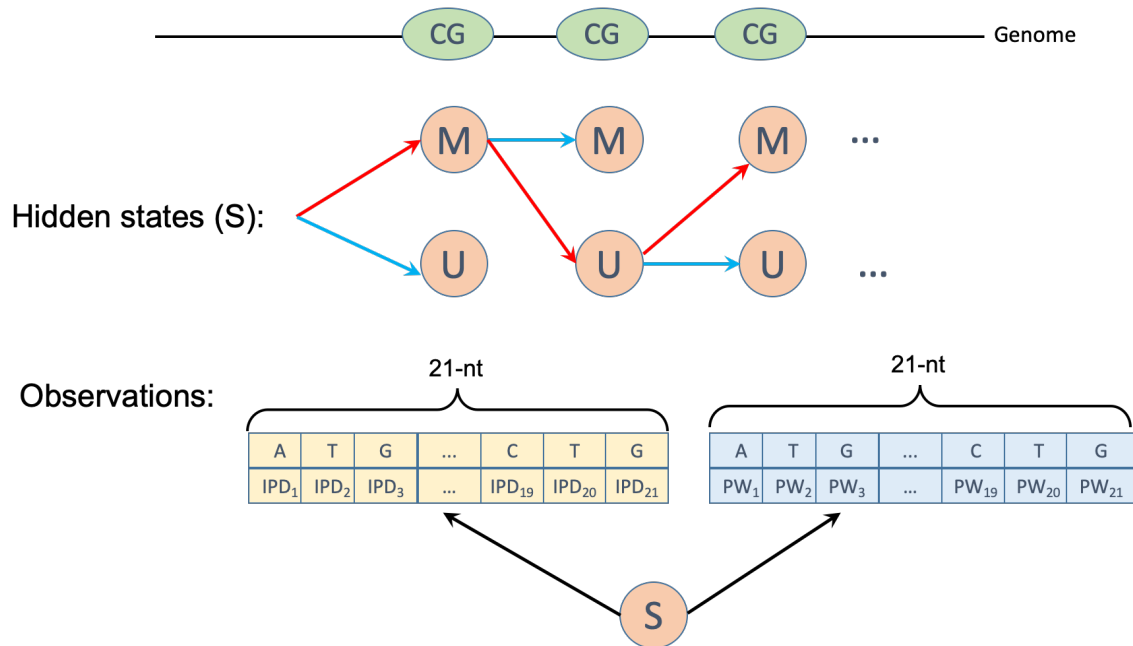 CG CG CG Genome
M M M ...
Hidden states (S):
U U U ...
21-nt 21-nt
Observations:
A T G ... C T G A T G ... C T G
IPD₁ IPD₂ IPD₃ ... IPD₁₉ IPD₂₀ IPD₂₁ PW₁ PW₂ PW₃ ... PW₁₉ PW₂₀ PW₂₁
S